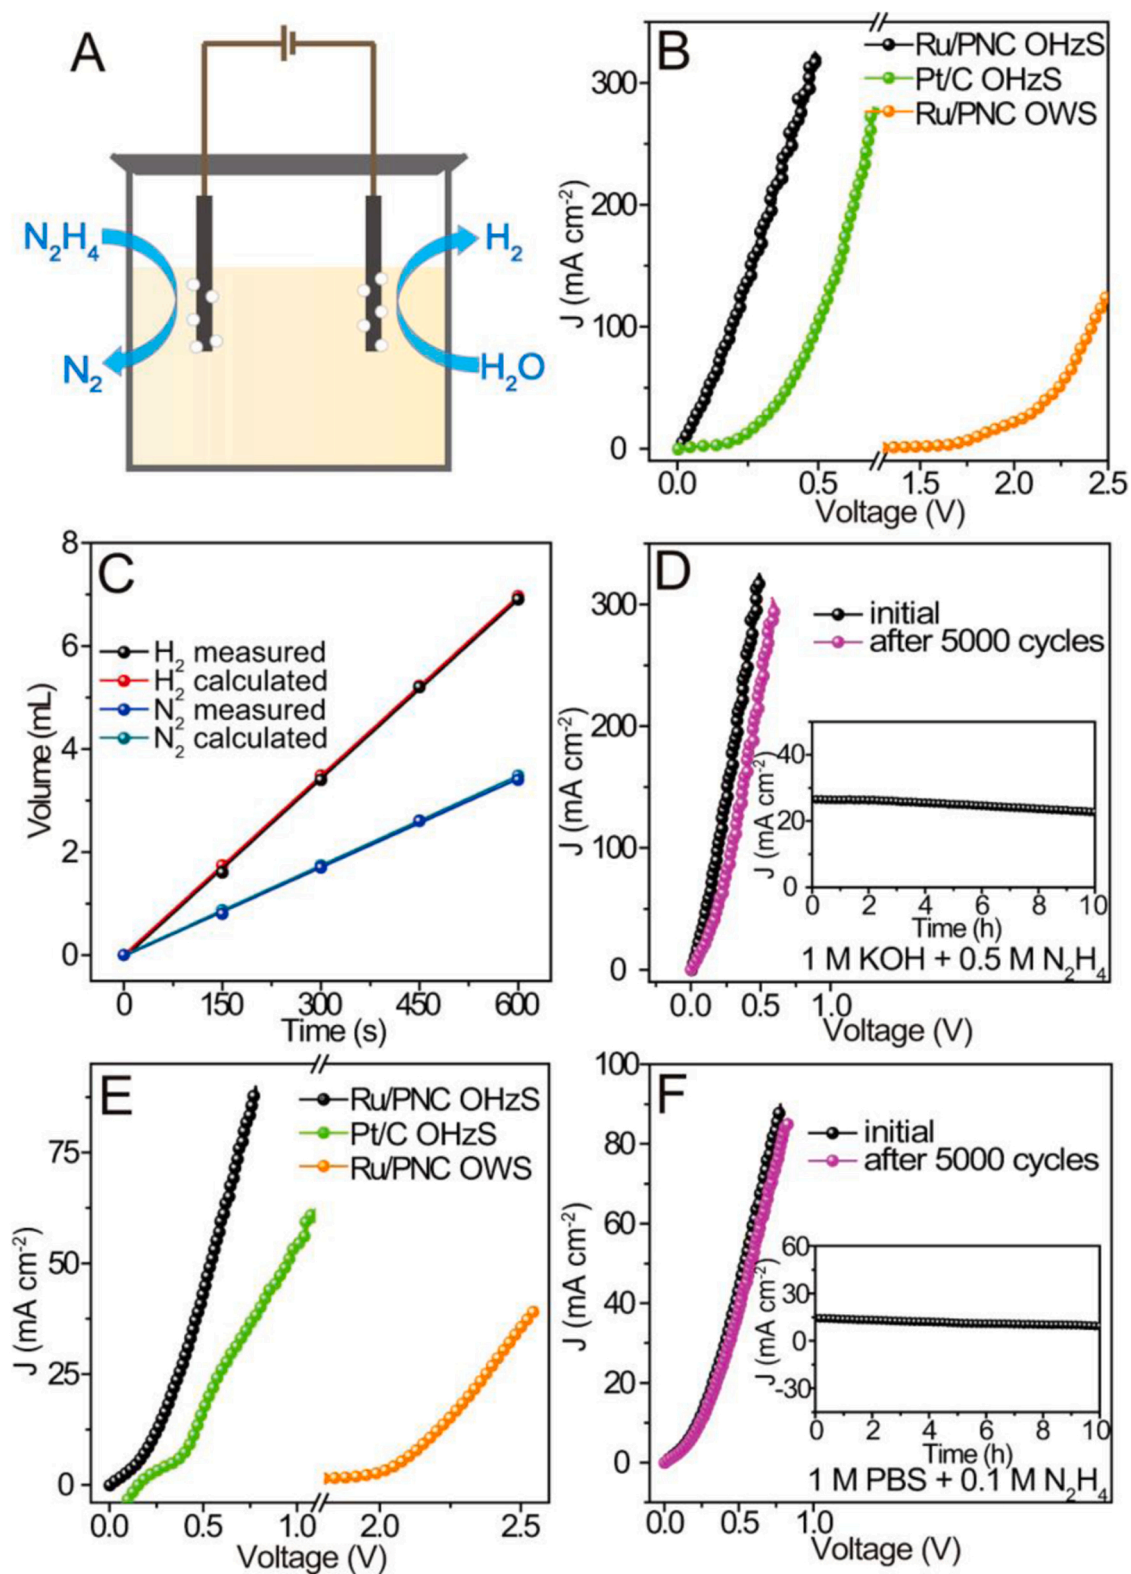 A
N₂H₄
N₂
H₂
H₂O
B
Ru/PNC OHzS
Pt/C OHzS
Ru/PNC OWS
J (mA cm⁻²)
300
200
100
0
0.0 0.5 1.5 2.0 2.5
Voltage (V)
C
H₂ measured
H₂ calculated
N₂ measured
N₂ calculated
Volume (mL)
8
6
4
2
0
0 150 300 450 600
Time (s)
D
initial
after 5000 cycles
J (mA cm⁻²)
300
200
100
0
J (mA cm⁻²)
40
20
0
0 2 4 6 8 10
Time (h)
1 M KOH + 0.5 M N₂H₄
0.0 0.5 1.0
Voltage (V)
E
Ru/PNC OHzS
Pt/C OHzS
Ru/PNC OWS
J (mA cm⁻²)
75
50
25
0
0.0 0.5 1.0 2.0 2.5
Voltage (V)
F
initial
after 5000 cycles
J (mA cm⁻²)
100
80
60
40
20
0
J (mA cm⁻²)
60
30
0
-30
0 2 4 6 8 10
Time (h)
1 M PBS + 0.1 M N₂H₄
0.0 0.5 1.0
Voltage (V)